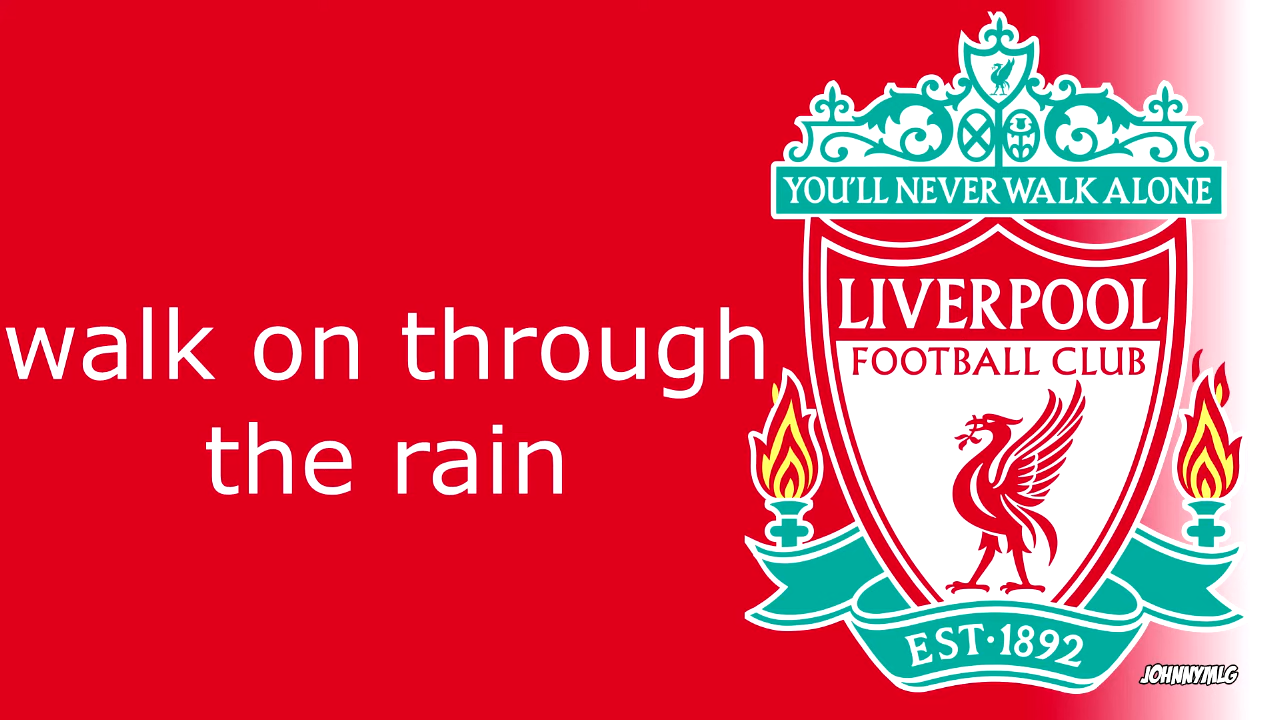 walk on through
the rain
YOU'LL NEVER WALK ALONE
LIVERPOOL
FOOTBALL CLUB
EST·1892
JOHNNYMLG